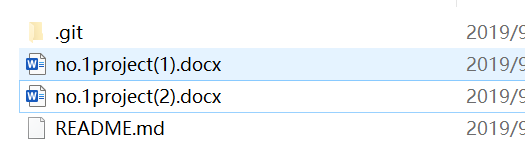 .git 2019/9
no.1project(1).docx 2019/9
no.1project(2).docx 2019/9
README.md 2019/9